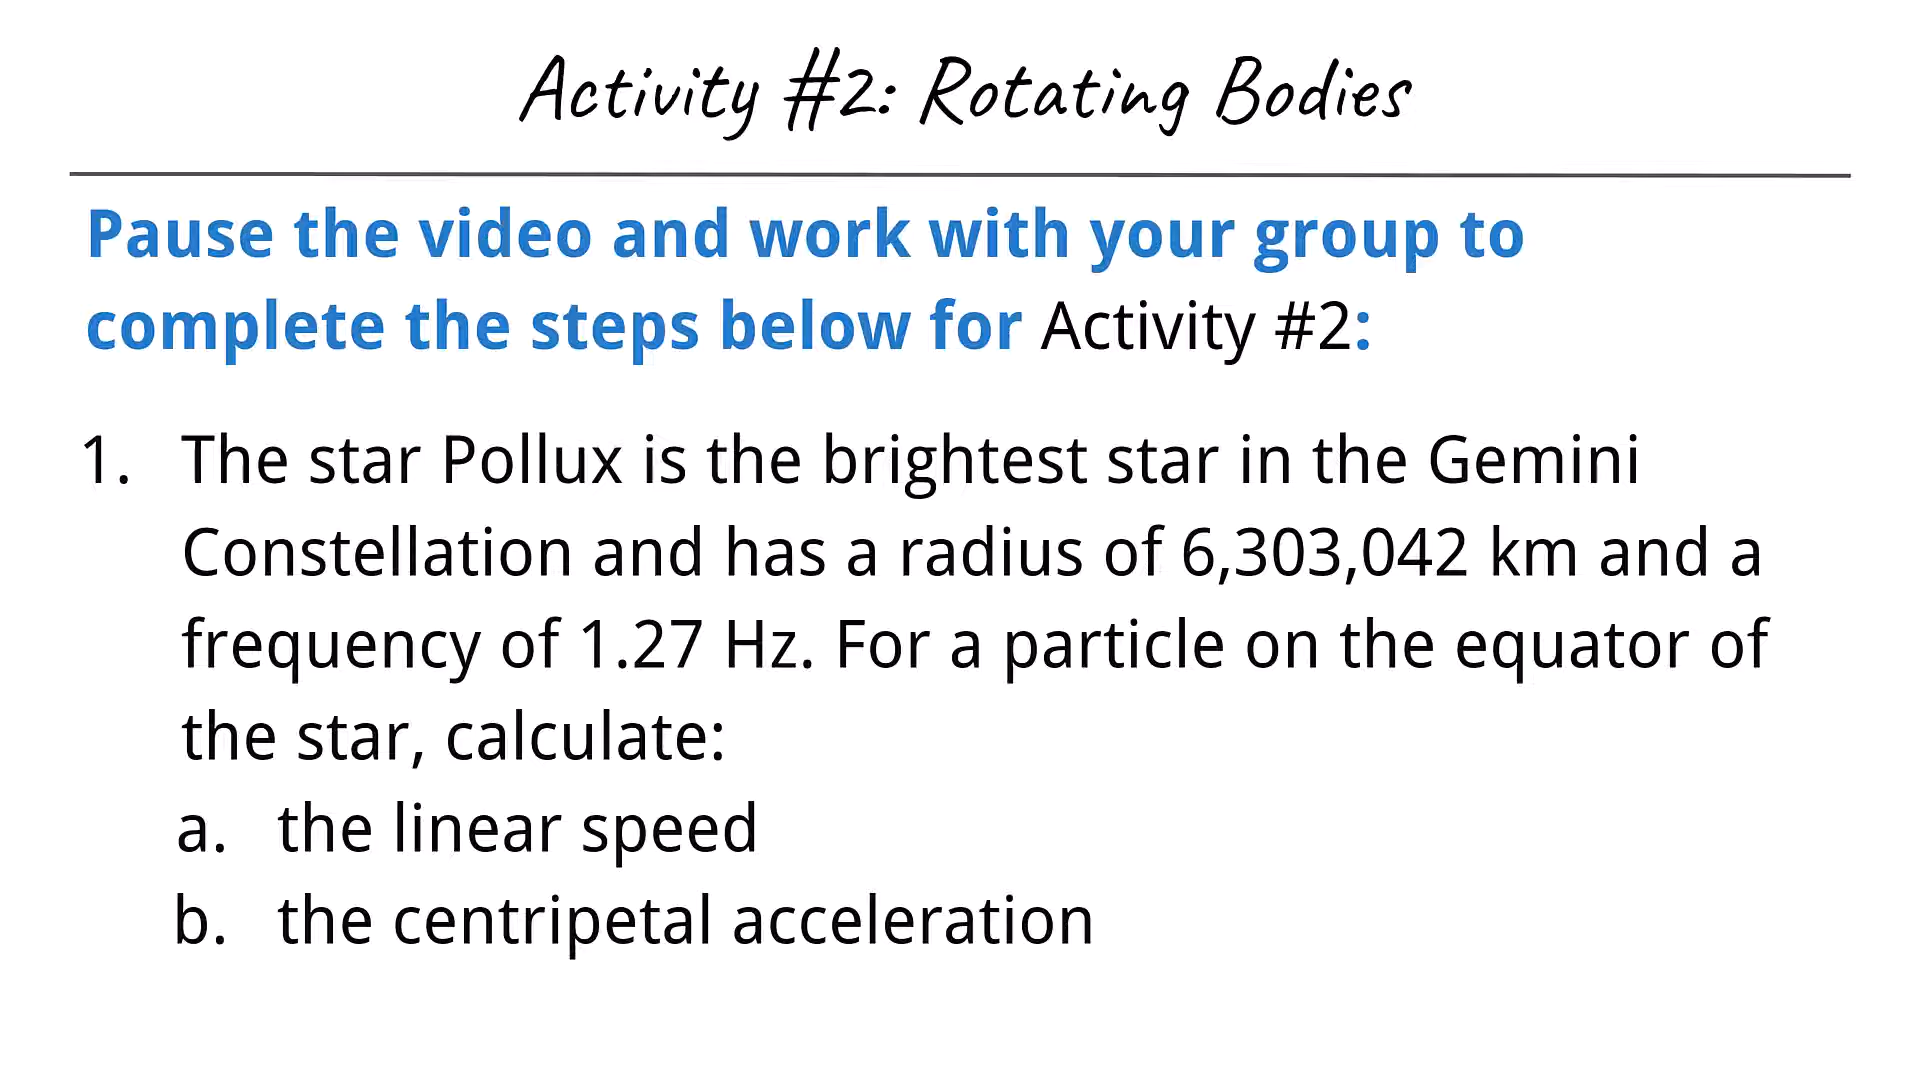 Activity #2: Rotating Bodies
Pause the video and work with your group to
complete the steps below for Activity #2:
1. The star Pollux is the brightest star in the Gemini
Constellation and has a radius of 6,303,042 km and a
frequency of 1.27 Hz. For a particle on the equator of
the star, calculate:
a. the linear speed
b. the centripetal acceleration